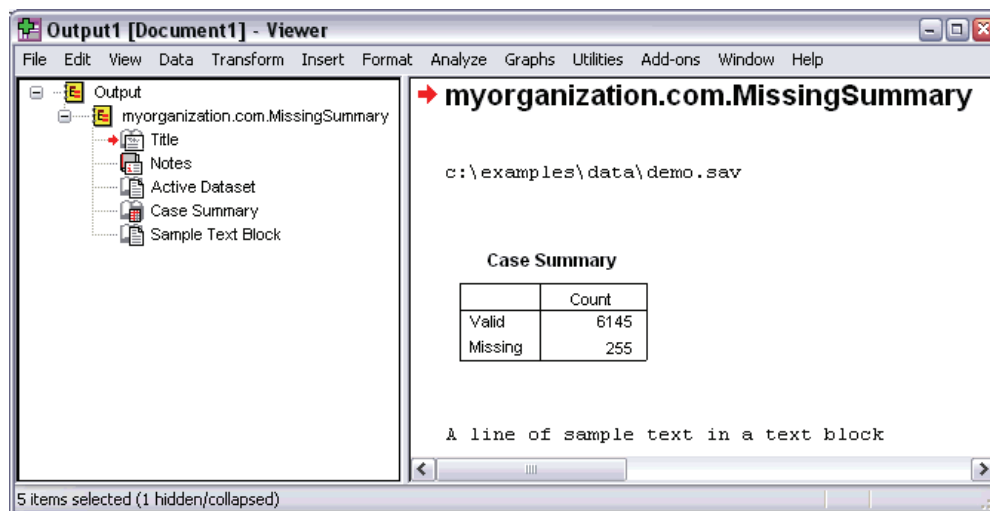 Output1 [Document1] - Viewer
File Edit View Data Transform Insert Format Analyze Graphs Utilities Add-ons Window Help
Output
myorganization.com.MissingSummary
Title
Notes
Active Dataset
Case Summary
Sample Text Block
myorganization.com.MissingSummary
c:\examples\data\demo.sav
Case Summary
Count
Valid 6145
Missing 255
A line of sample text in a text block
5 items selected (1 hidden/collapsed)